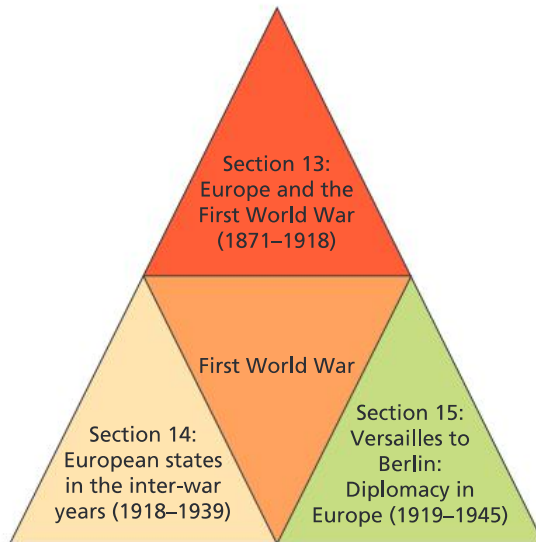 Section 13:
Europe and the
First World War
(1871–1918)
First World War
Section 14:
European states
in the inter-war
years (1918–1939)
Section 15:
Versailles to
Berlin:
Diplomacy in
Europe (1919–1945)